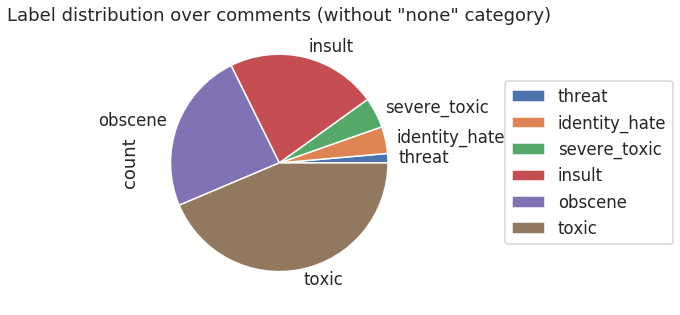 Label distribution over comments (without "none" category)
insult
severe_toxic
obscene
identity_hate
threat
count
toxic
threat
identity_hate
severe_toxic
insult
obscene
toxic